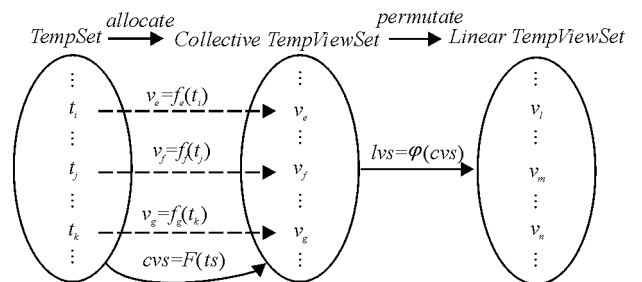 allocate permutate
TempSet Collective TempViewSet Linear TempViewSet
⋮ ⋮ ⋮
t_i v_e=f_e(t_i) v_e v_l
⋮ ⋮ ⋮
t_j v_f=f_f(t_j) v_f lvs=φ(cvs) v_m
⋮ ⋮ ⋮
t_k v_g=f_g(t_k) v_g v_n
⋮ cvs=F(ts) ⋮ ⋮